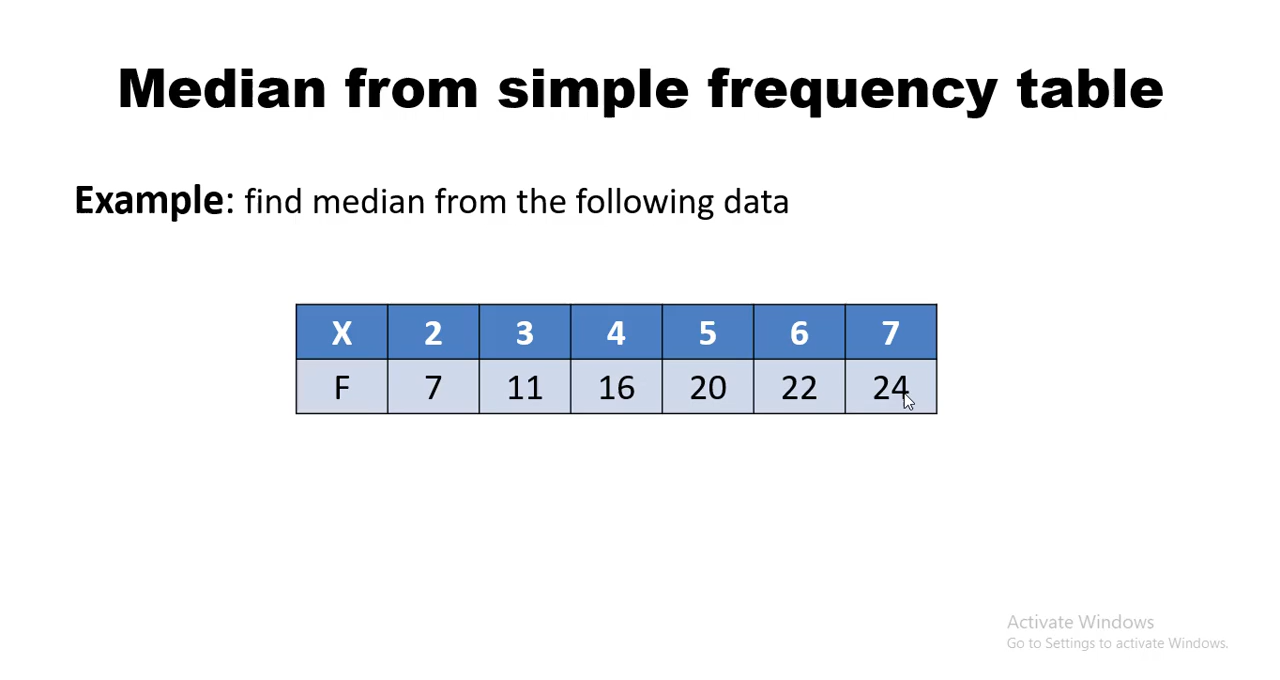 Median from simple frequency table
Example: find median from the following data
X 2 3 4 5 6 7
F 7 11 16 20 22 24
Activate Windows
Go to Settings to activate Windows.